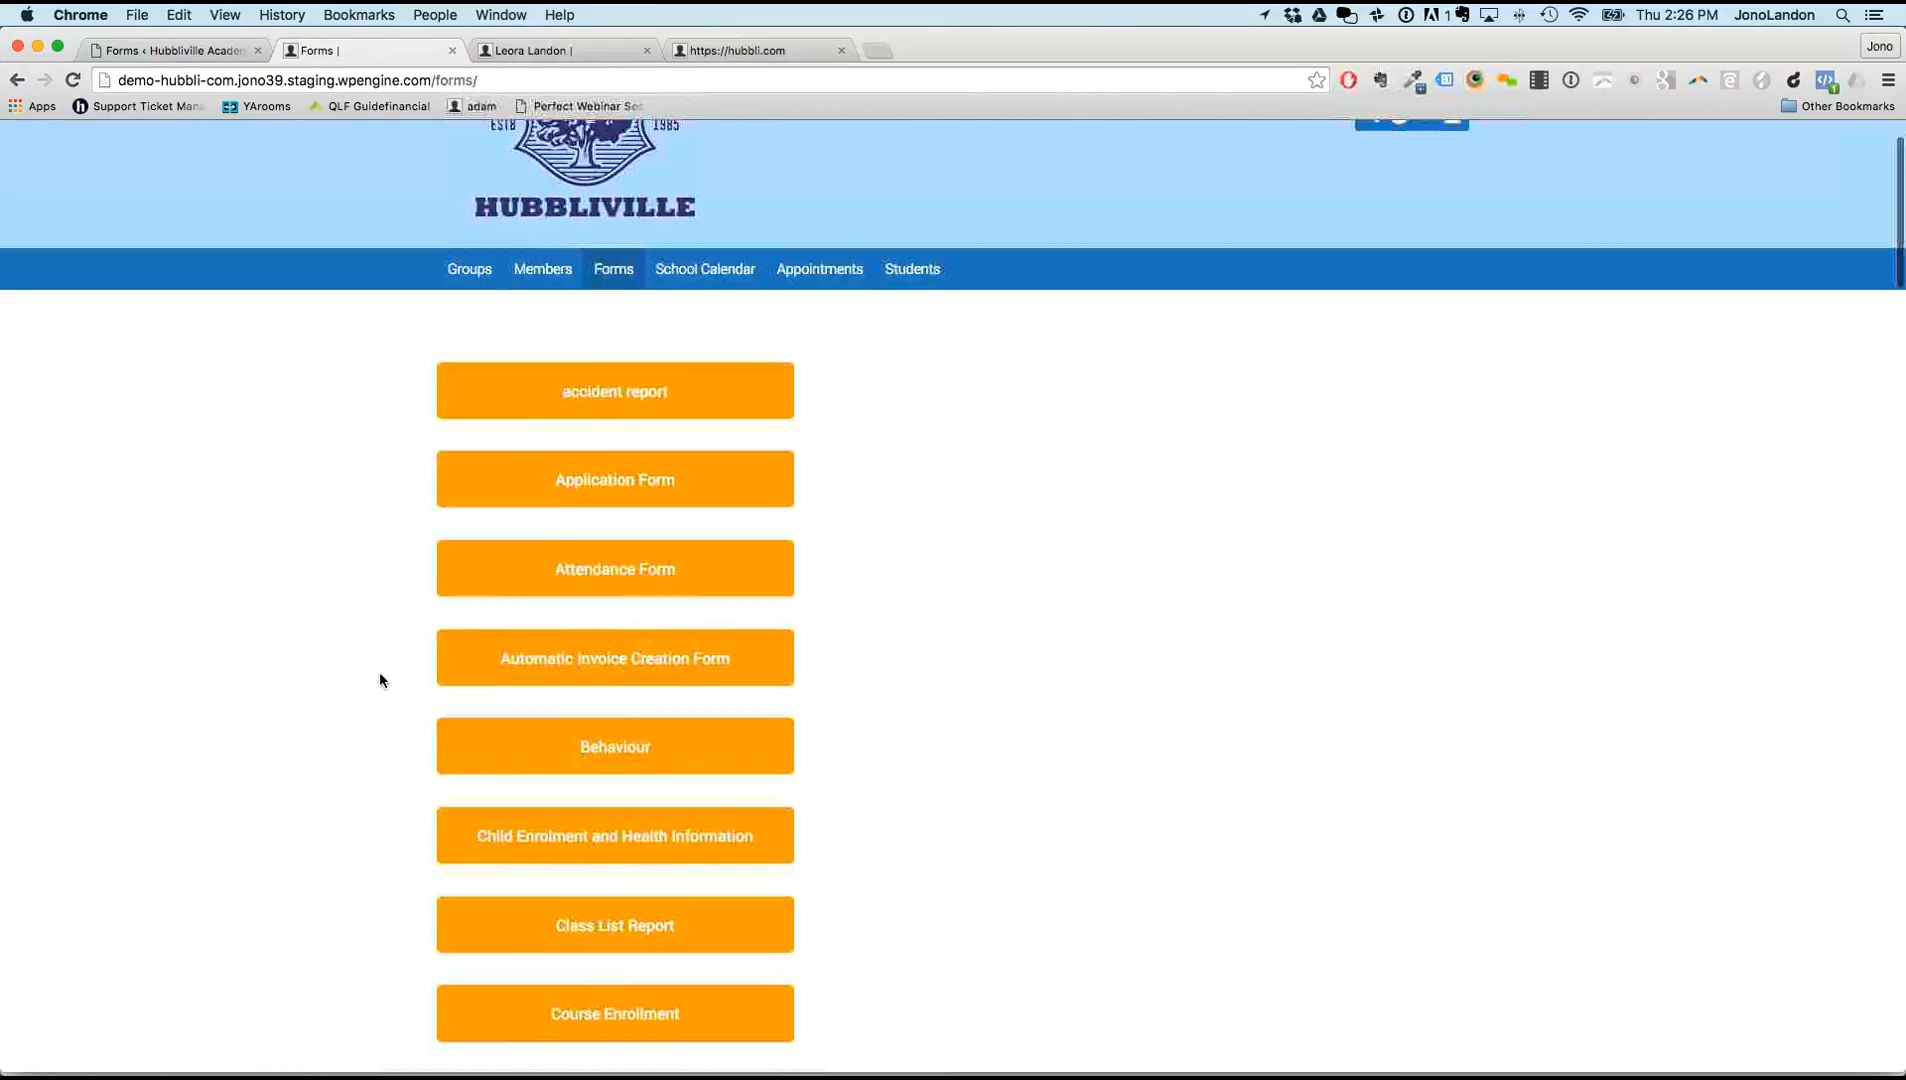 Chrome File Edit View History Bookmarks People Window Help 1 Thu 2:26 PM JonoLandon
Forms ‹ Hubbliville Acaden Forms | Leora Landon | https://hubbli.com Jono
demo-hubbli-com.jono39.staging.wpengine.com/forms/
Apps Support Ticket Mana YArooms QLF Guidefinancial adam Perfect Webinar Sec Other Bookmarks
ESTB 1985
HUBBLIVILLE
Groups Members Forms School Calendar Appointments Students
accident report
Application Form
Attendance Form
Automatic Invoice Creation Form
Behaviour
Child Enrolment and Health Information
Class List Report
Course Enrollment